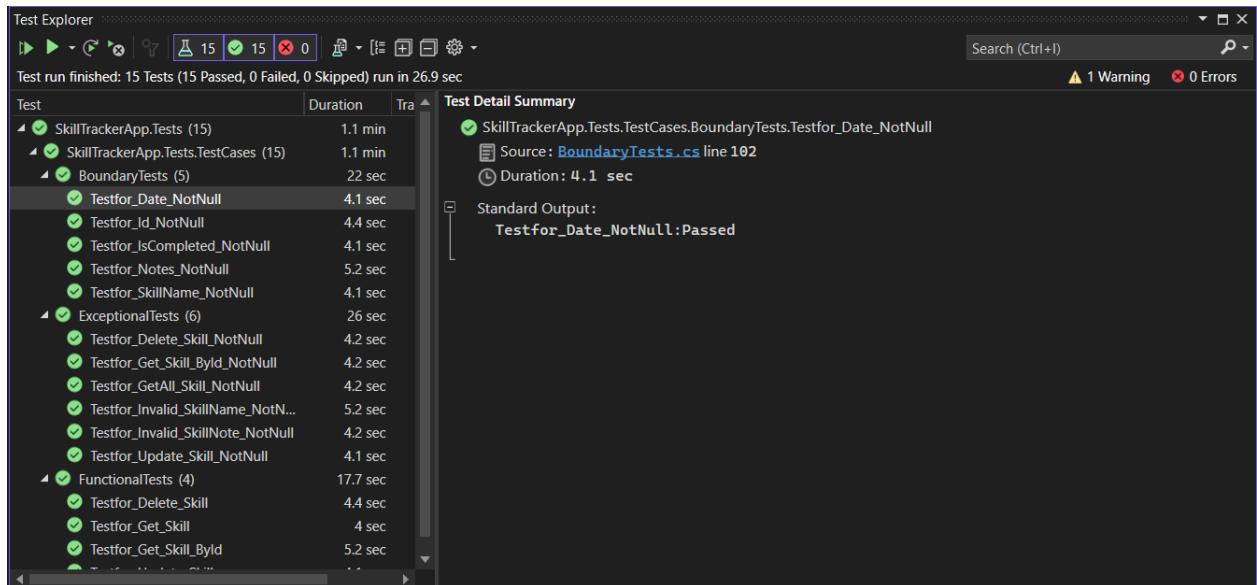 Test Explorer
15 15 0
Search (Ctrl+I)
Test run finished: 15 Tests (15 Passed, 0 Failed, 0 Skipped) run in 26.9 sec
1 Warning 0 Errors
Test Duration Tra
SkillTrackerApp.Tests (15) 1.1 min
SkillTrackerApp.Tests.TestCases (15) 1.1 min
BoundaryTests (5) 22 sec
Testfor_Date_NotNull 4.1 sec
Testfor_Id_NotNull 4.4 sec
Testfor_IsCompleted_NotNull 4.1 sec
Testfor_Notes_NotNull 5.2 sec
Testfor_SkillName_NotNull 4.1 sec
ExceptionalTests (6) 26 sec
Testfor_Delete_Skill_NotNull 4.2 sec
Testfor_Get_Skill_ById_NotNull 4.2 sec
Testfor_GetAll_Skill_NotNull 4.2 sec
Testfor_Invalid_SkillName_NotN... 5.2 sec
Testfor_Invalid_SkillNote_NotNull 4.2 sec
Testfor_Update_Skill_NotNull 4.1 sec
FunctionalTests (4) 17.7 sec
Testfor_Delete_Skill 4.4 sec
Testfor_Get_Skill 4 sec
Testfor_Get_Skill_ById 5.2 sec
Test Detail Summary
SkillTrackerApp.Tests.TestCases.BoundaryTests.Testfor_Date_NotNull
Source: BoundaryTests.cs line 102
Duration: 4.1 sec
Standard Output:
Testfor_Date_NotNull:Passed